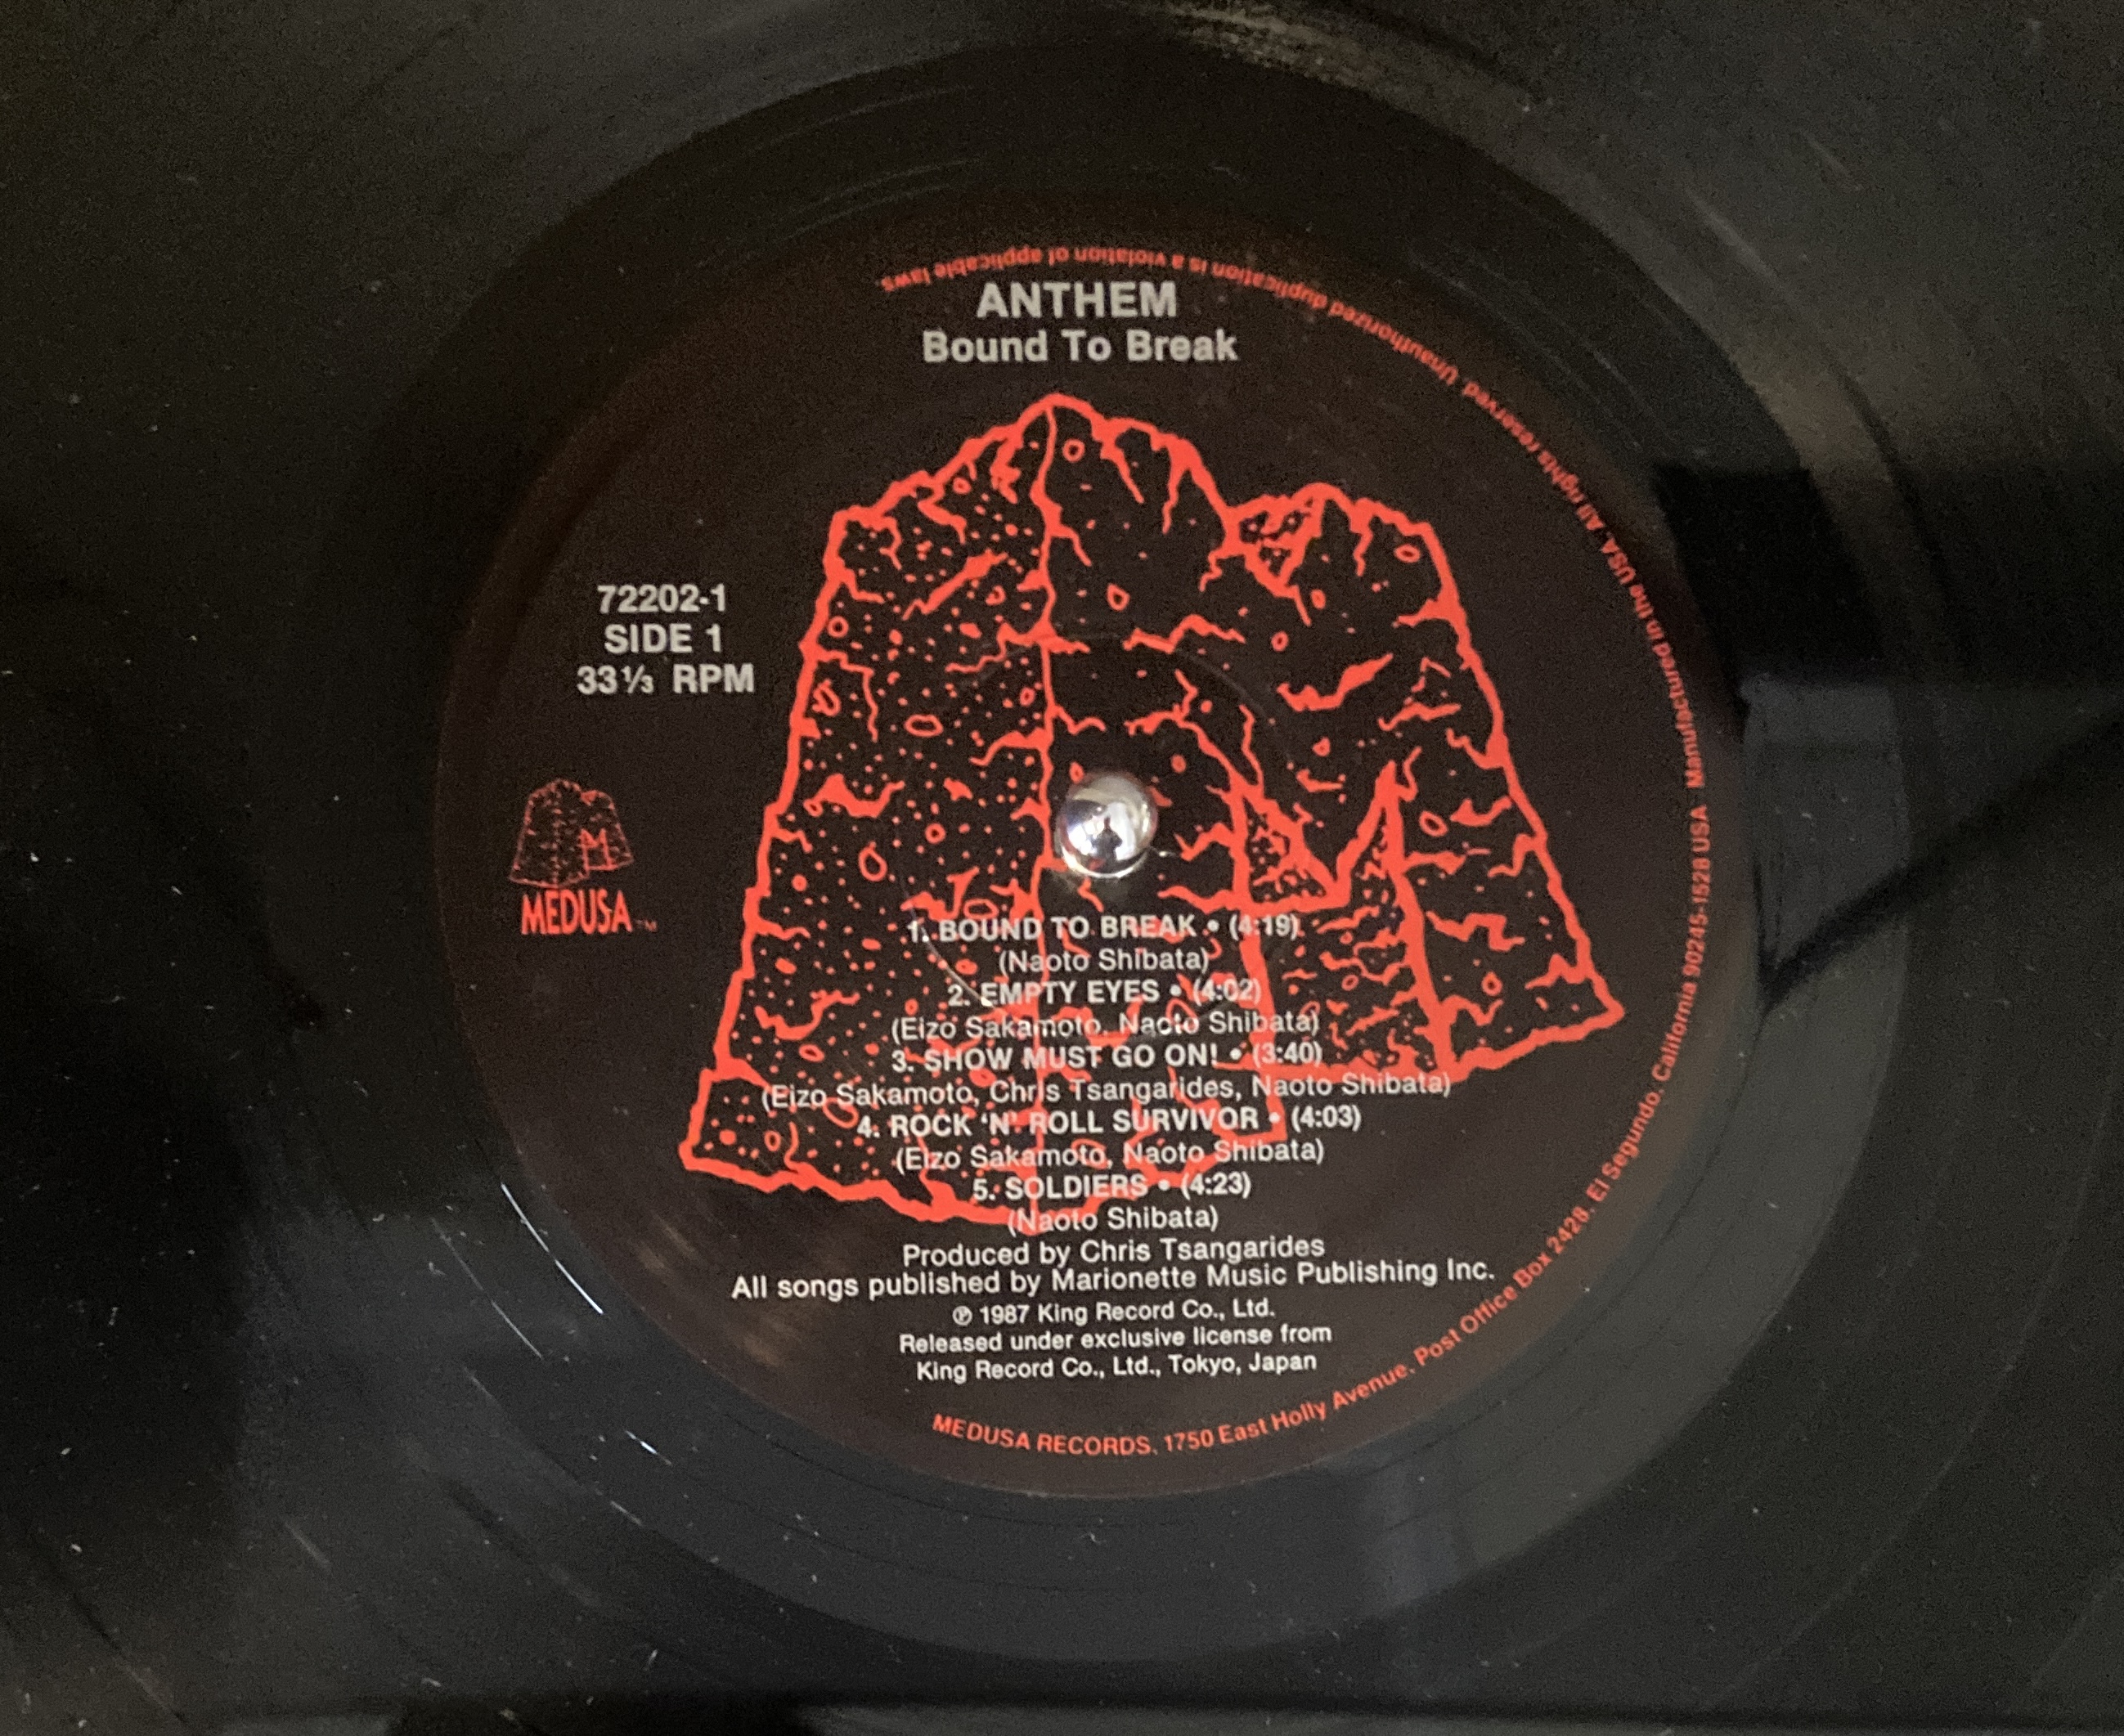 ANTHEM
Bound To Break
72202-1
SIDE 1
33⅓ RPM
M
MEDUSA™
1. BOUND TO BREAK • (4:19)
(Naoto Shibata)
2. EMPTY EYES • (4:02)
(Eizo Sakamoto, Naoto Shibata)
3. SHOW MUST GO ON! • (3:40)
(Eizo Sakamoto, Chris Tsangarides, Naoto Shibata)
4. ROCK ‘N’ ROLL SURVIVOR • (4:03)
(Eizo Sakamoto, Naoto Shibata)
5. SOLDIERS • (4:23)
(Naoto Shibata)
Produced by Chris Tsangarides
All songs published by Marionette Music Publishing Inc.
℗ 1987 King Record Co., Ltd.
Released under exclusive license from
King Record Co., Ltd., Tokyo, Japan
MEDUSA RECORDS, 1750 East Holly Avenue, Post Office Box 2428, El Segundo, California 90245-1528 USA Manufactured in the USA. All rights reserved. Unauthorized duplication is a violation of applicable laws.